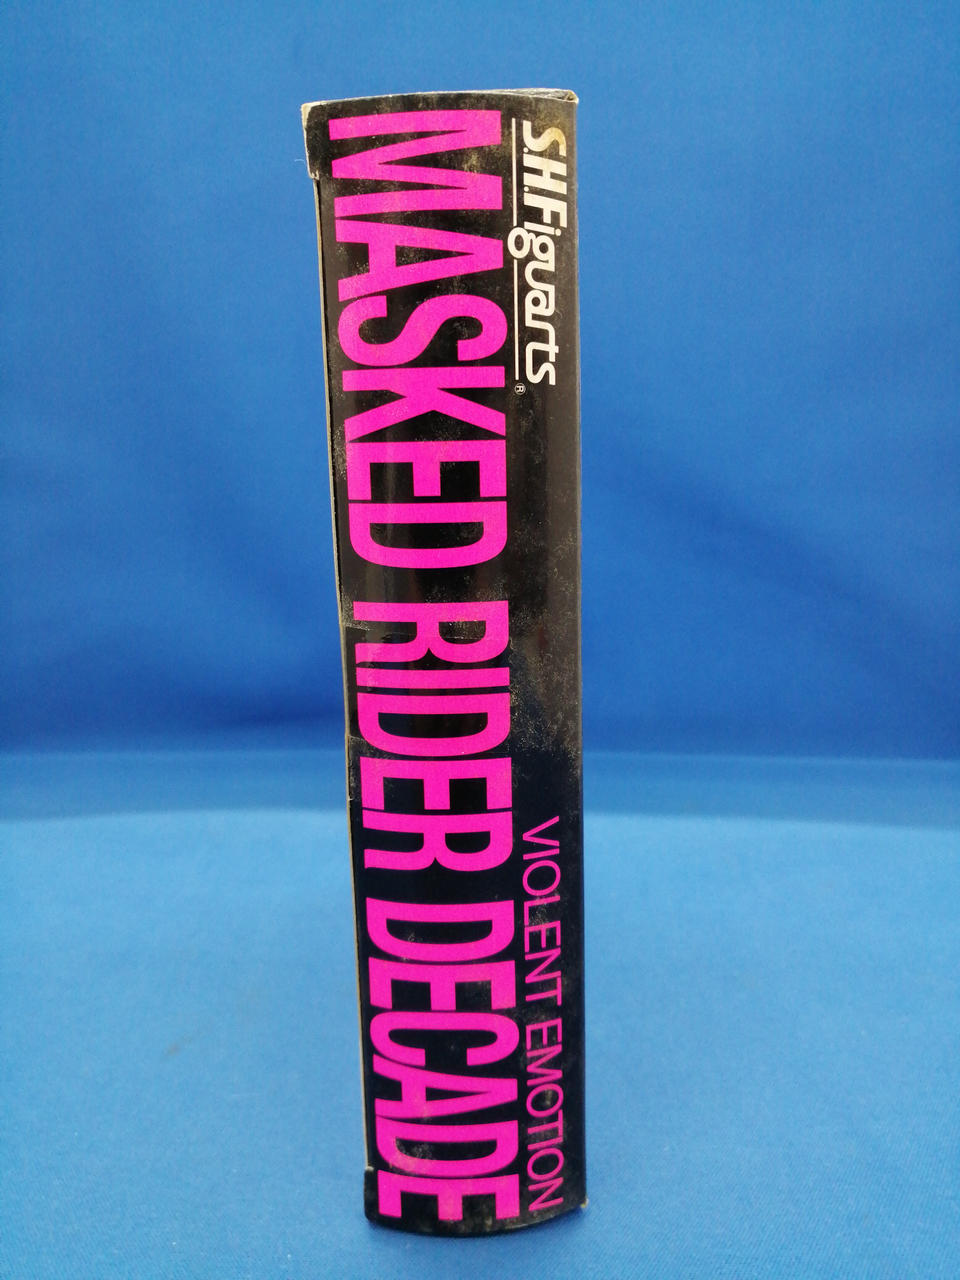 S.H.Figuarts®
MASKED RIDER DECADE
VIOLENT EMOTION